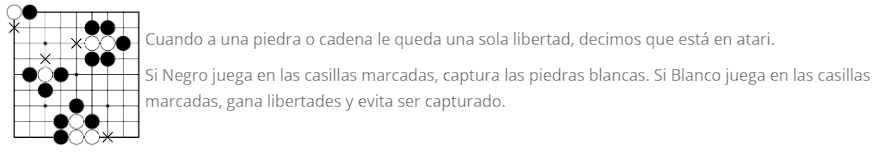 Cuando a una piedra o cadena le queda una sola libertad, decimos que está en atari.
Si Negro juega en las casillas marcadas, captura las piedras blancas. Si Blanco juega en las casillas
marcadas, gana libertades y evita ser capturado.